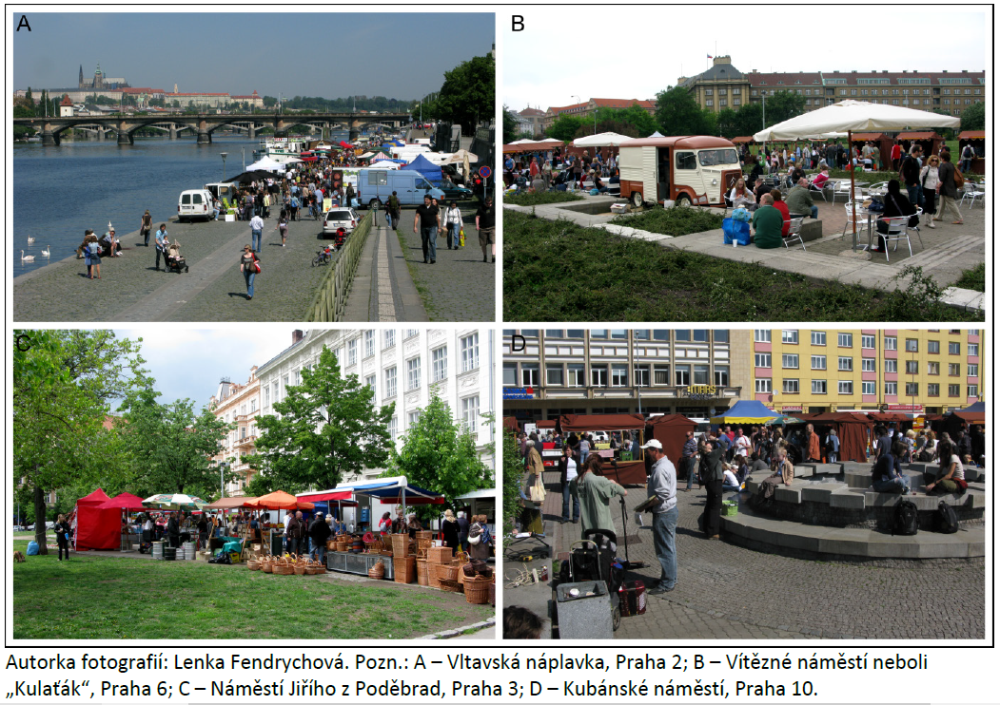 A
B
C
D
Autorka fotografií: Lenka Fendrychová. Pozn.: A – Vltavská náplavka, Praha 2; B – Vítězné náměstí neboli
„Kulaťák“, Praha 6; C – Náměstí Jiřího z Poděbrad, Praha 3; D – Kubánské náměstí, Praha 10.